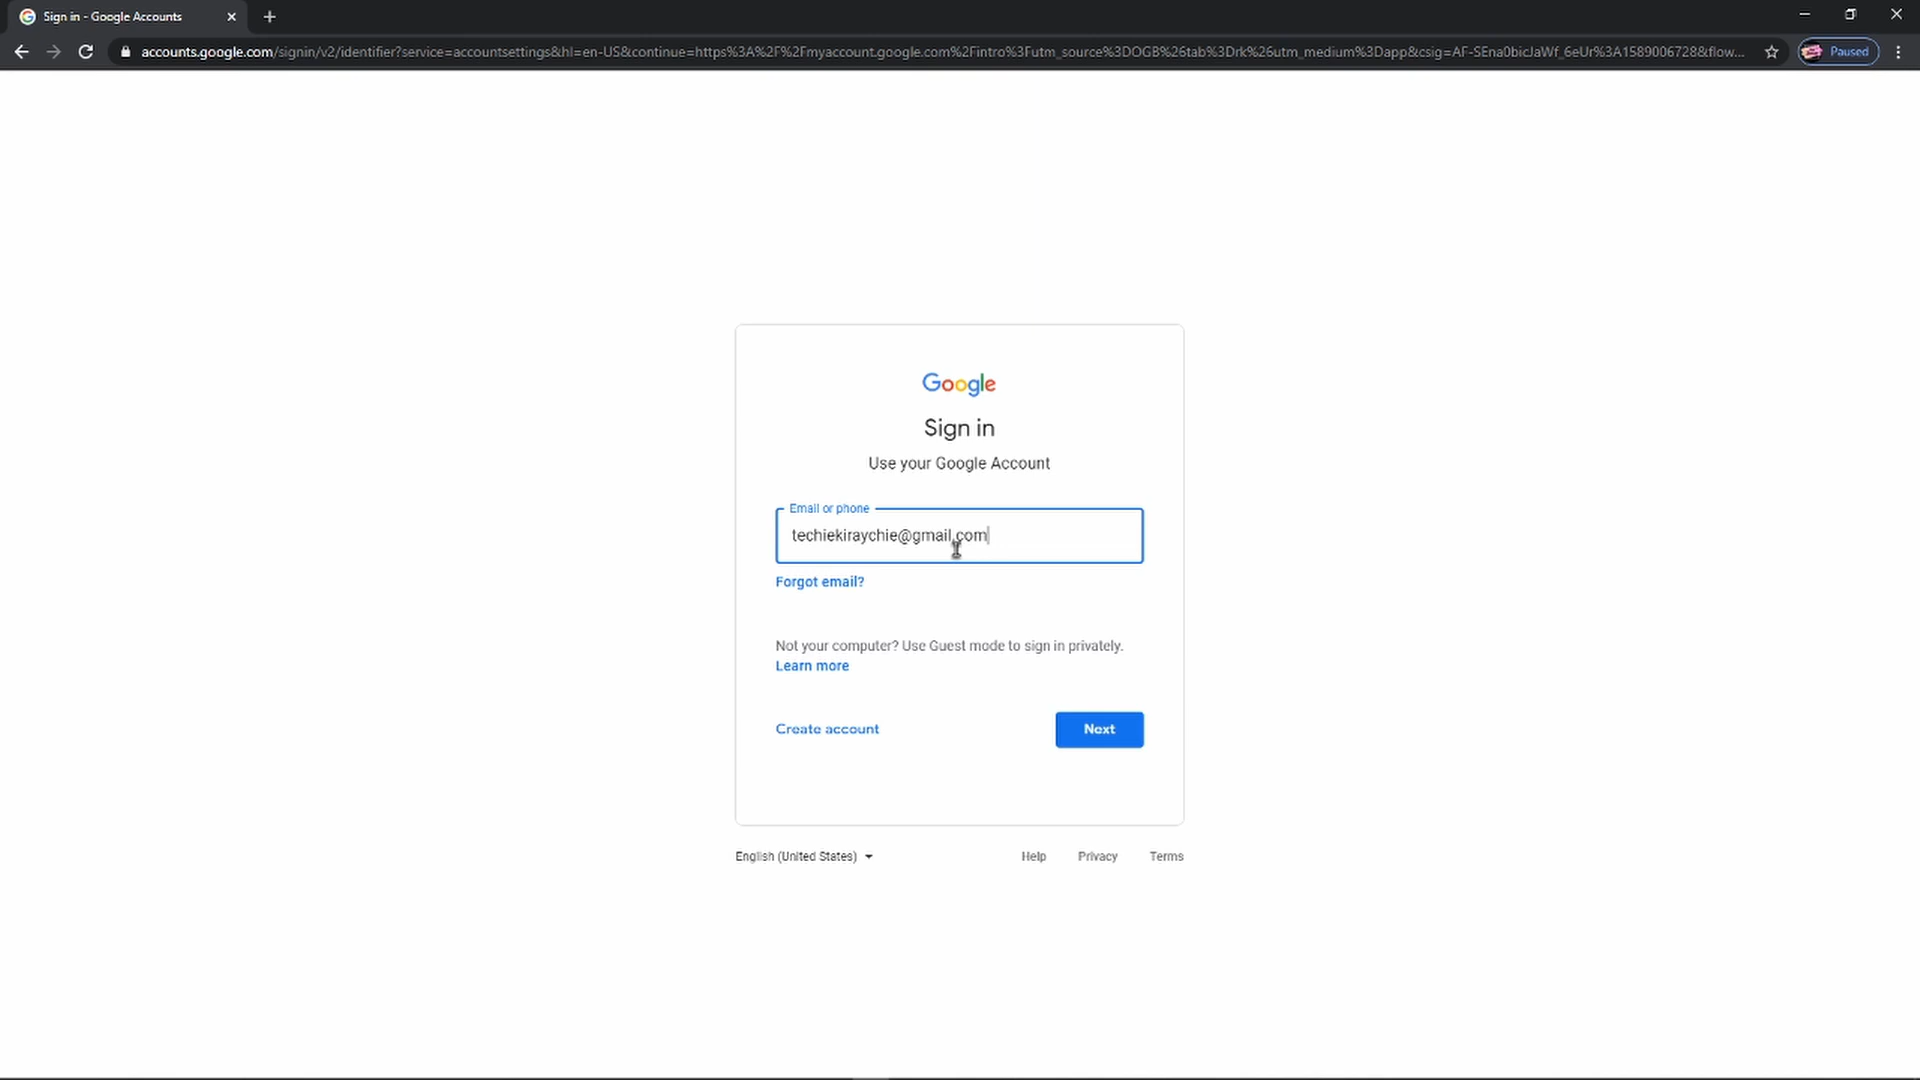 Sign in - Google Accounts
accounts.google.com/signin/v2/identifier?service=accountsettings&hl=en-US&continue=https%3A%2F%2Fmyaccount.google.com%2Fintro%3Futm_source%3DOGB%26tab%3Drk%26utm_medium%3Dapp&csig=AF-SEna0bicJaWf_6eUr%3A1589006728&flow...
Paused
Google
Sign in
Use your Google Account
Email or phone
techiekiraychie@gmail.com
Forgot email?
Not your computer? Use Guest mode to sign in privately.
Learn more
Create account
Next
English (United States)
Help Privacy Terms